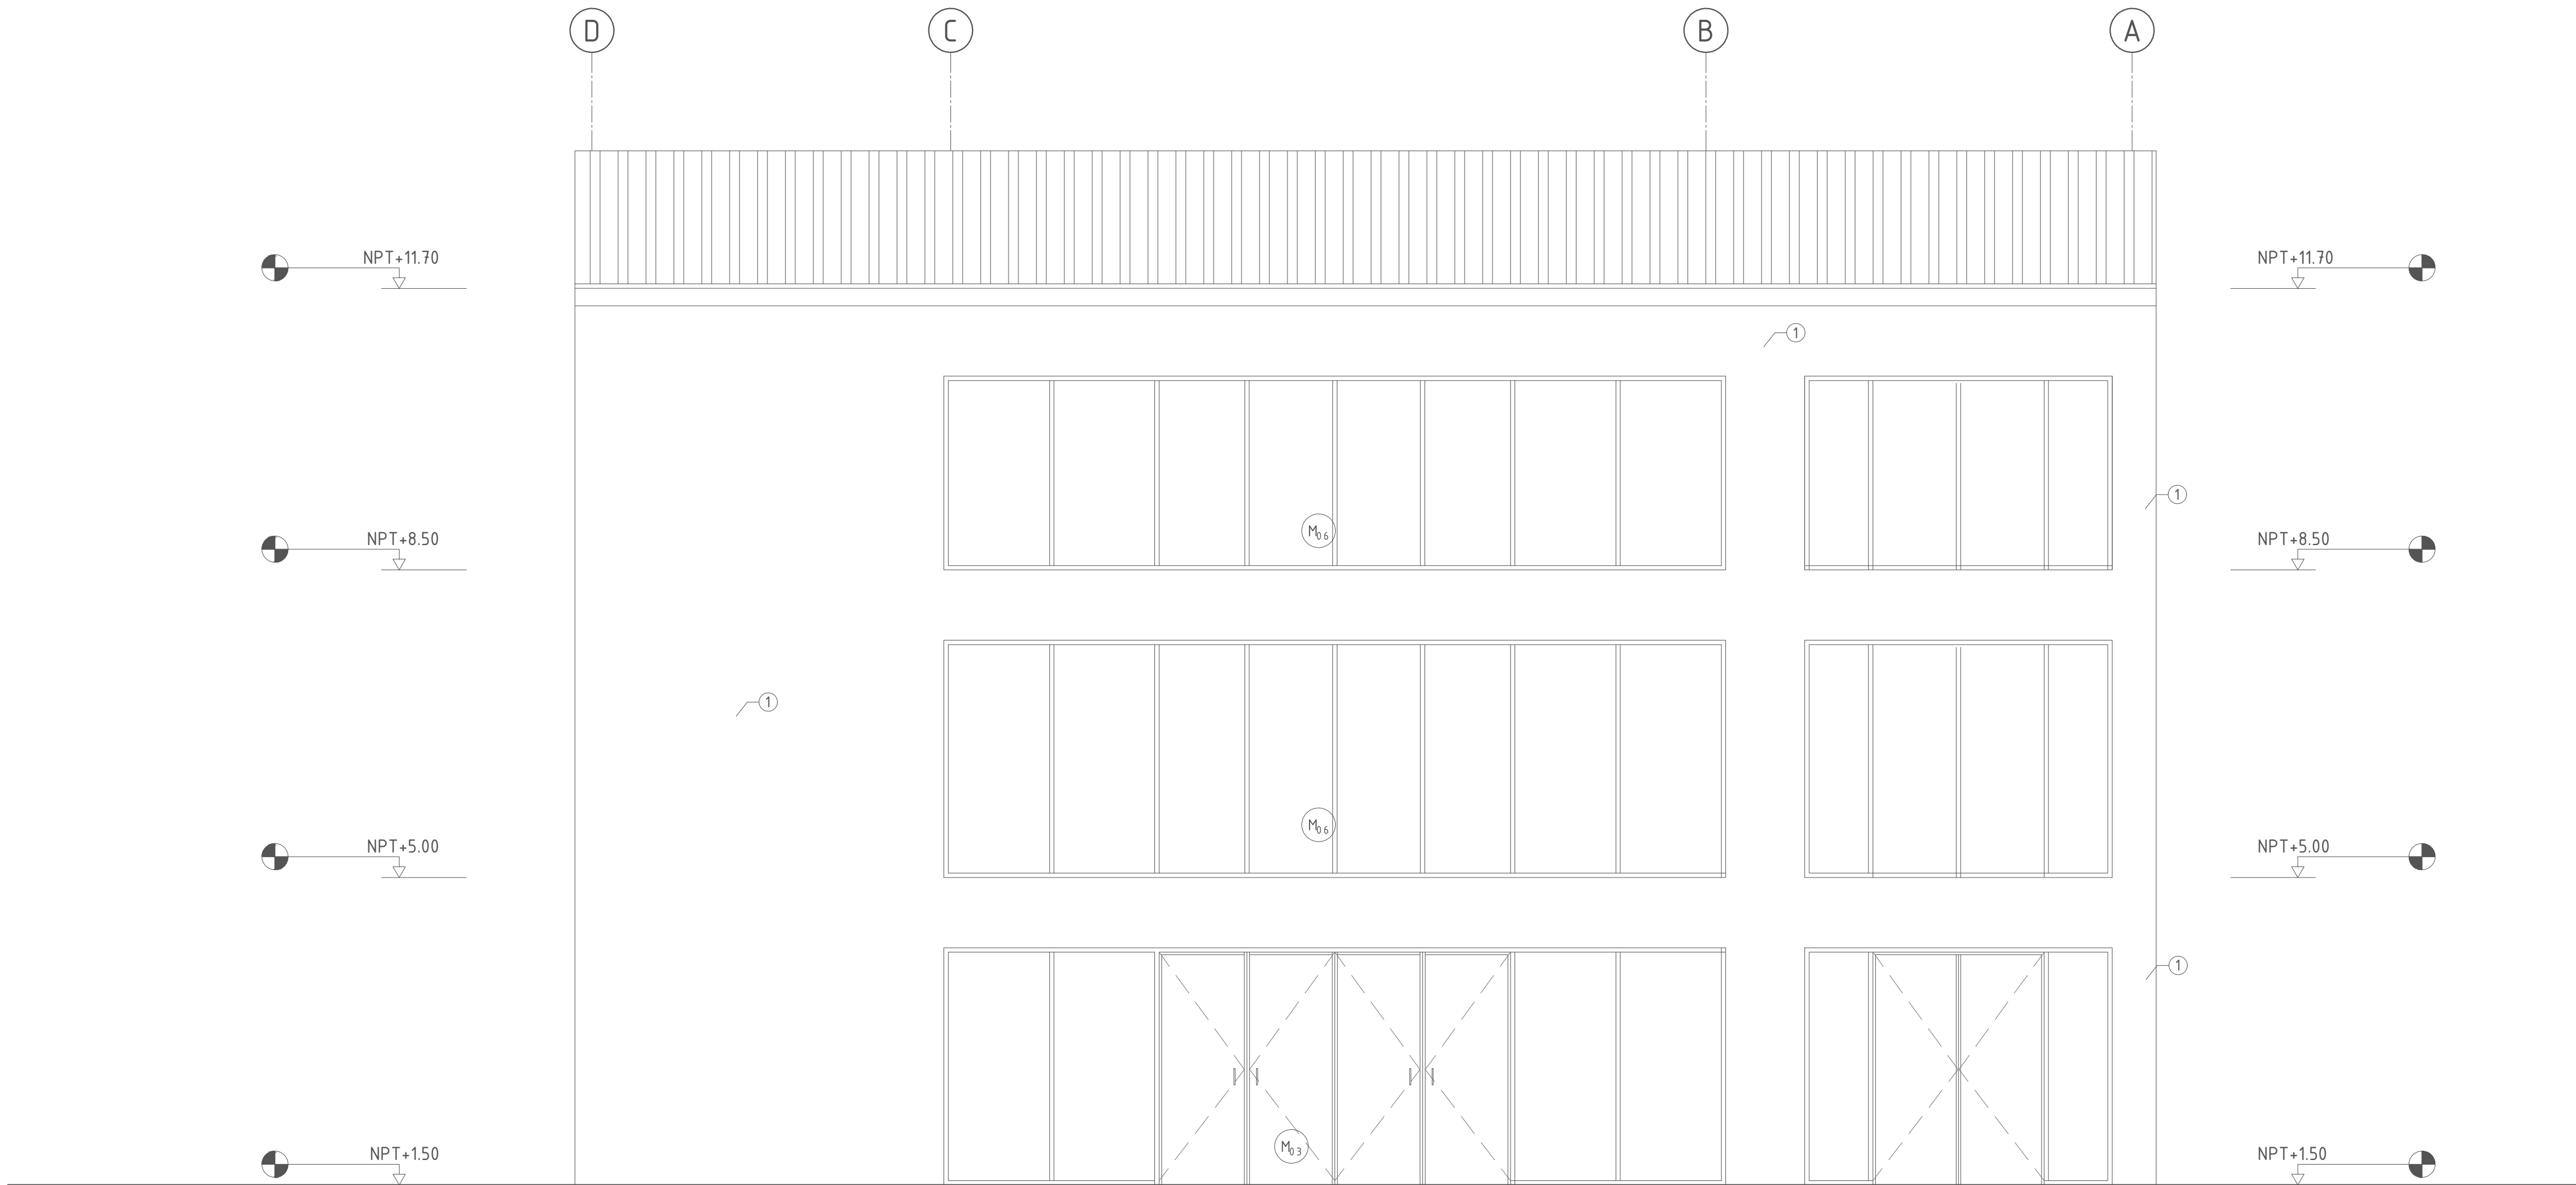 D C B A
NPT+11.70 NPT+11.70
1
1
NPT+8.50 M06 NPT+8.50
1
NPT+5.00 M06 NPT+5.00
1
NPT+1.50 M03 NPT+1.50